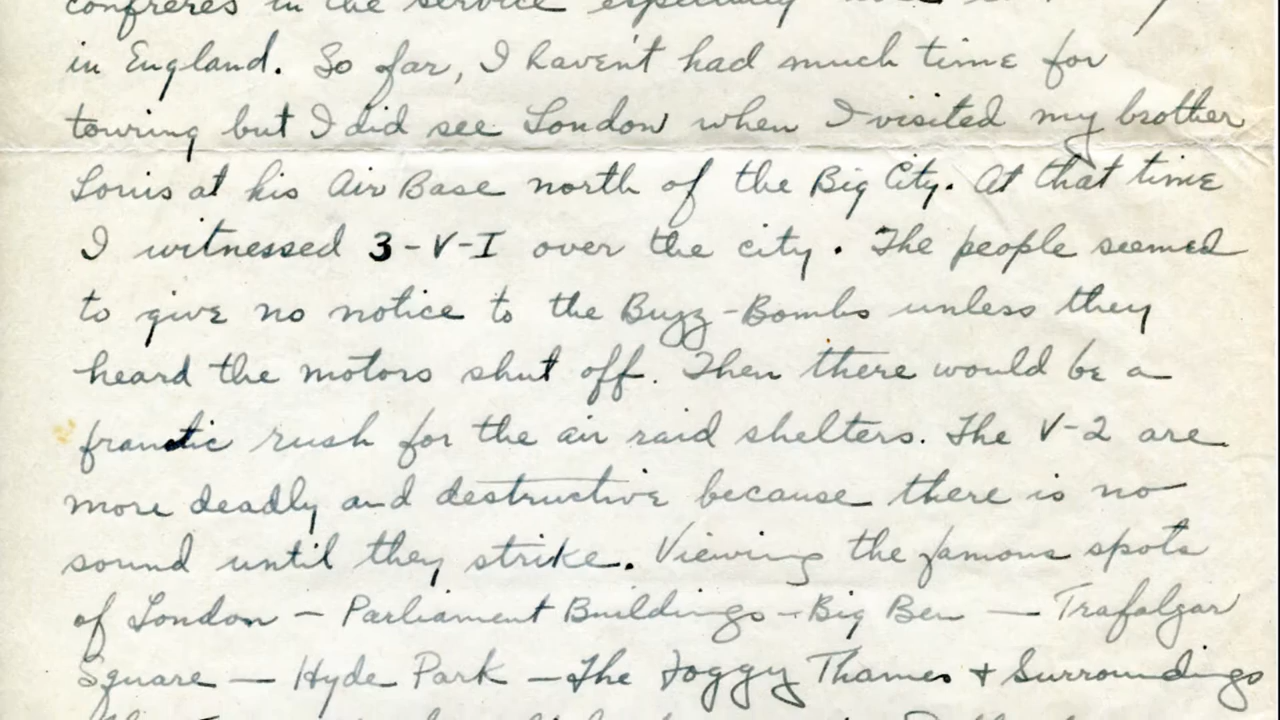 confreres in the service especially
in England. So far, I haven't had much time for
touring but I did see London when I visited my brother
Louis at his Air Base north of the Big City. At that time
I witnessed 3-V-I over the city. The people seemed
to give no notice to the Buzz-Bombs unless they
heard the motors shut off. Then there would be a
frantic rush for the air raid shelters. The V-2 are
more deadly and destructive because there is no
sound until they strike. Viewing the famous spots
of London - Parliament Buildings - Big Ben - Trafalgar
Square - Hyde Park - The Foggy Thames + Surroundings